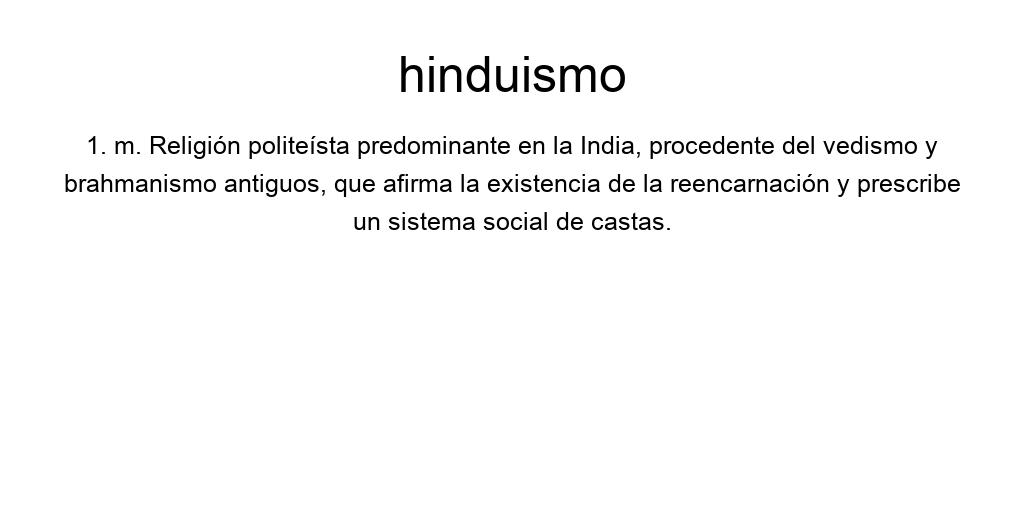 hinduismo
1. m. Religión politeísta predominante en la India, procedente del vedismo y
brahmanismo antiguos, que afirma la existencia de la reencarnación y prescribe
un sistema social de castas.